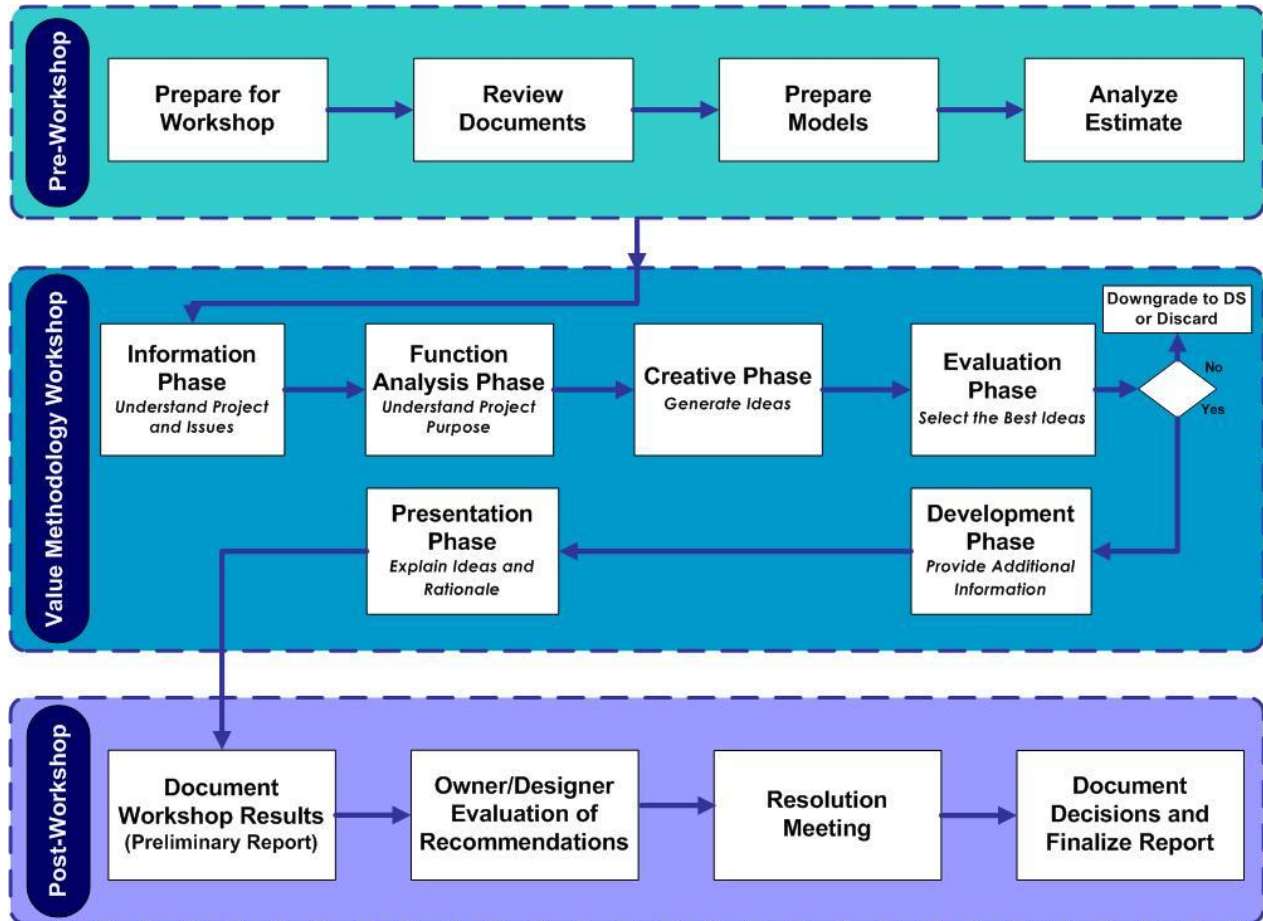 Pre-Workshop
Prepare for
Workshop
Review
Documents
Prepare
Models
Analyze
Estimate
Value Methodology Workshop
Information
Phase
Understand Project
and Issues
Function
Analysis Phase
Understand Project
Purpose
Creative Phase
Generate Ideas
Evaluation
Phase
Select the Best Ideas
Downgrade to DS
or Discard
No
Yes
Presentation
Phase
Explain Ideas and
Rationale
Development
Phase
Provide Additional
Information
Post-Workshop
Document
Workshop Results
(Preliminary Report)
Owner/Designer
Evaluation of
Recommendations
Resolution
Meeting
Document
Decisions and
Finalize Report